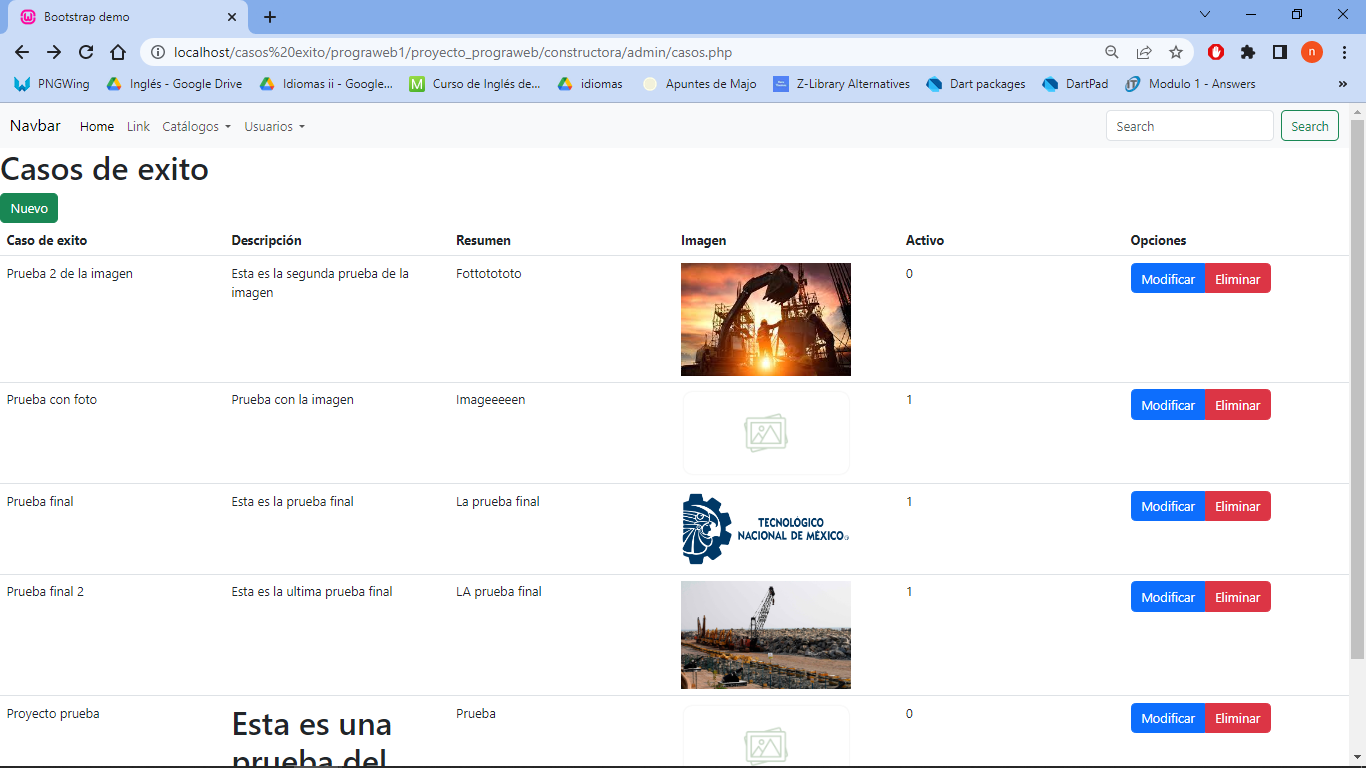 Bootstrap demo
localhost/casos%20exito/prograweb1/proyecto_prograweb/constructora/admin/casos.php
n
PNGWing
Inglés - Google Drive
Idiomas ii - Google...
M
Curso de Inglés de...
idiomas
Apuntes de Majo
Z-Library Alternatives
Dart packages
DartPad
Modulo 1 - Answers
»
Navbar Home Link Catálogos Usuarios Search Search
Casos de exito
Nuevo
Caso de exito Descripción Resumen Imagen Activo Opciones
Prueba 2 de la imagen
Esta es la segunda prueba de la
imagen
Fottotototo
0
Modificar Eliminar
Prueba con foto
Prueba con la imagen
Imageeeeen
1
Modificar Eliminar
Prueba final
Esta es la prueba final
La prueba final
TECNOLÓGICO
NACIONAL DE MÉXICO
1
Modificar Eliminar
Prueba final 2
Esta es la ultima prueba final
LA prueba final
1
Modificar Eliminar
Proyecto prueba
Esta es una
prueba del
Prueba
0
Modificar Eliminar